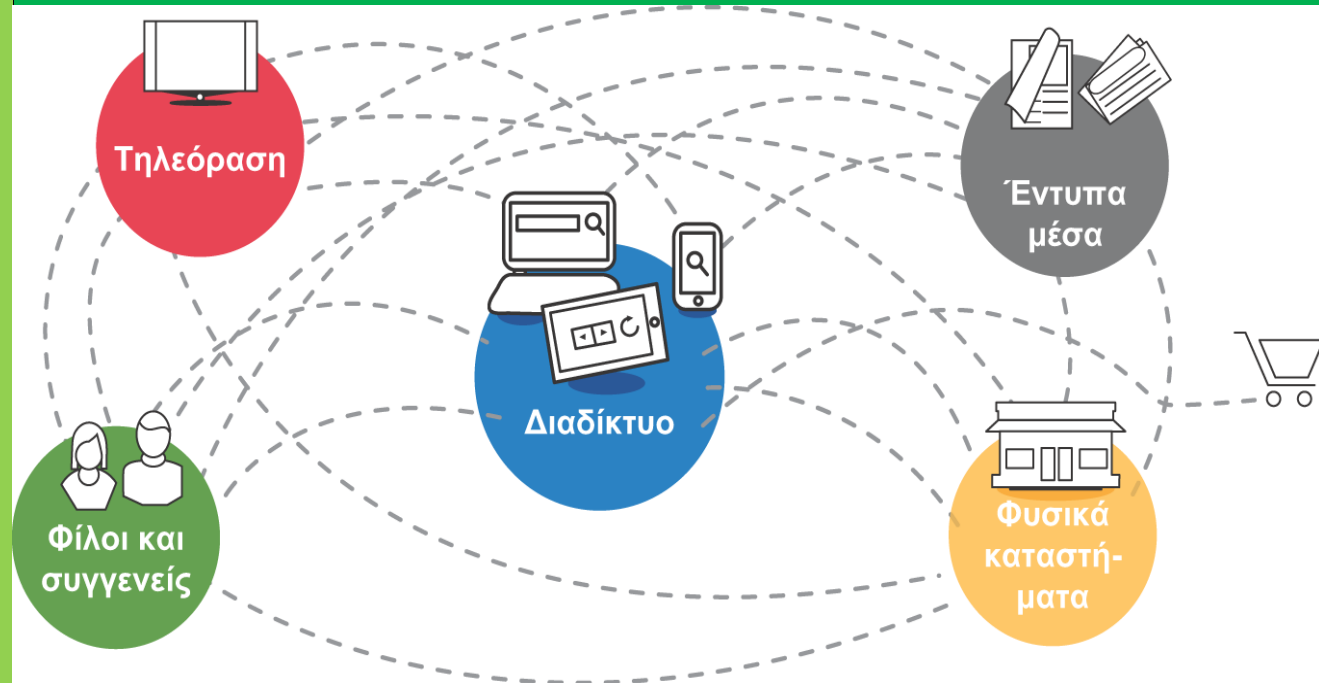 Τηλεόραση
Έντυπα
μέσα
Διαδίκτυο
Φίλοι και
συγγενείς
Φυσικά
καταστή-
ματα